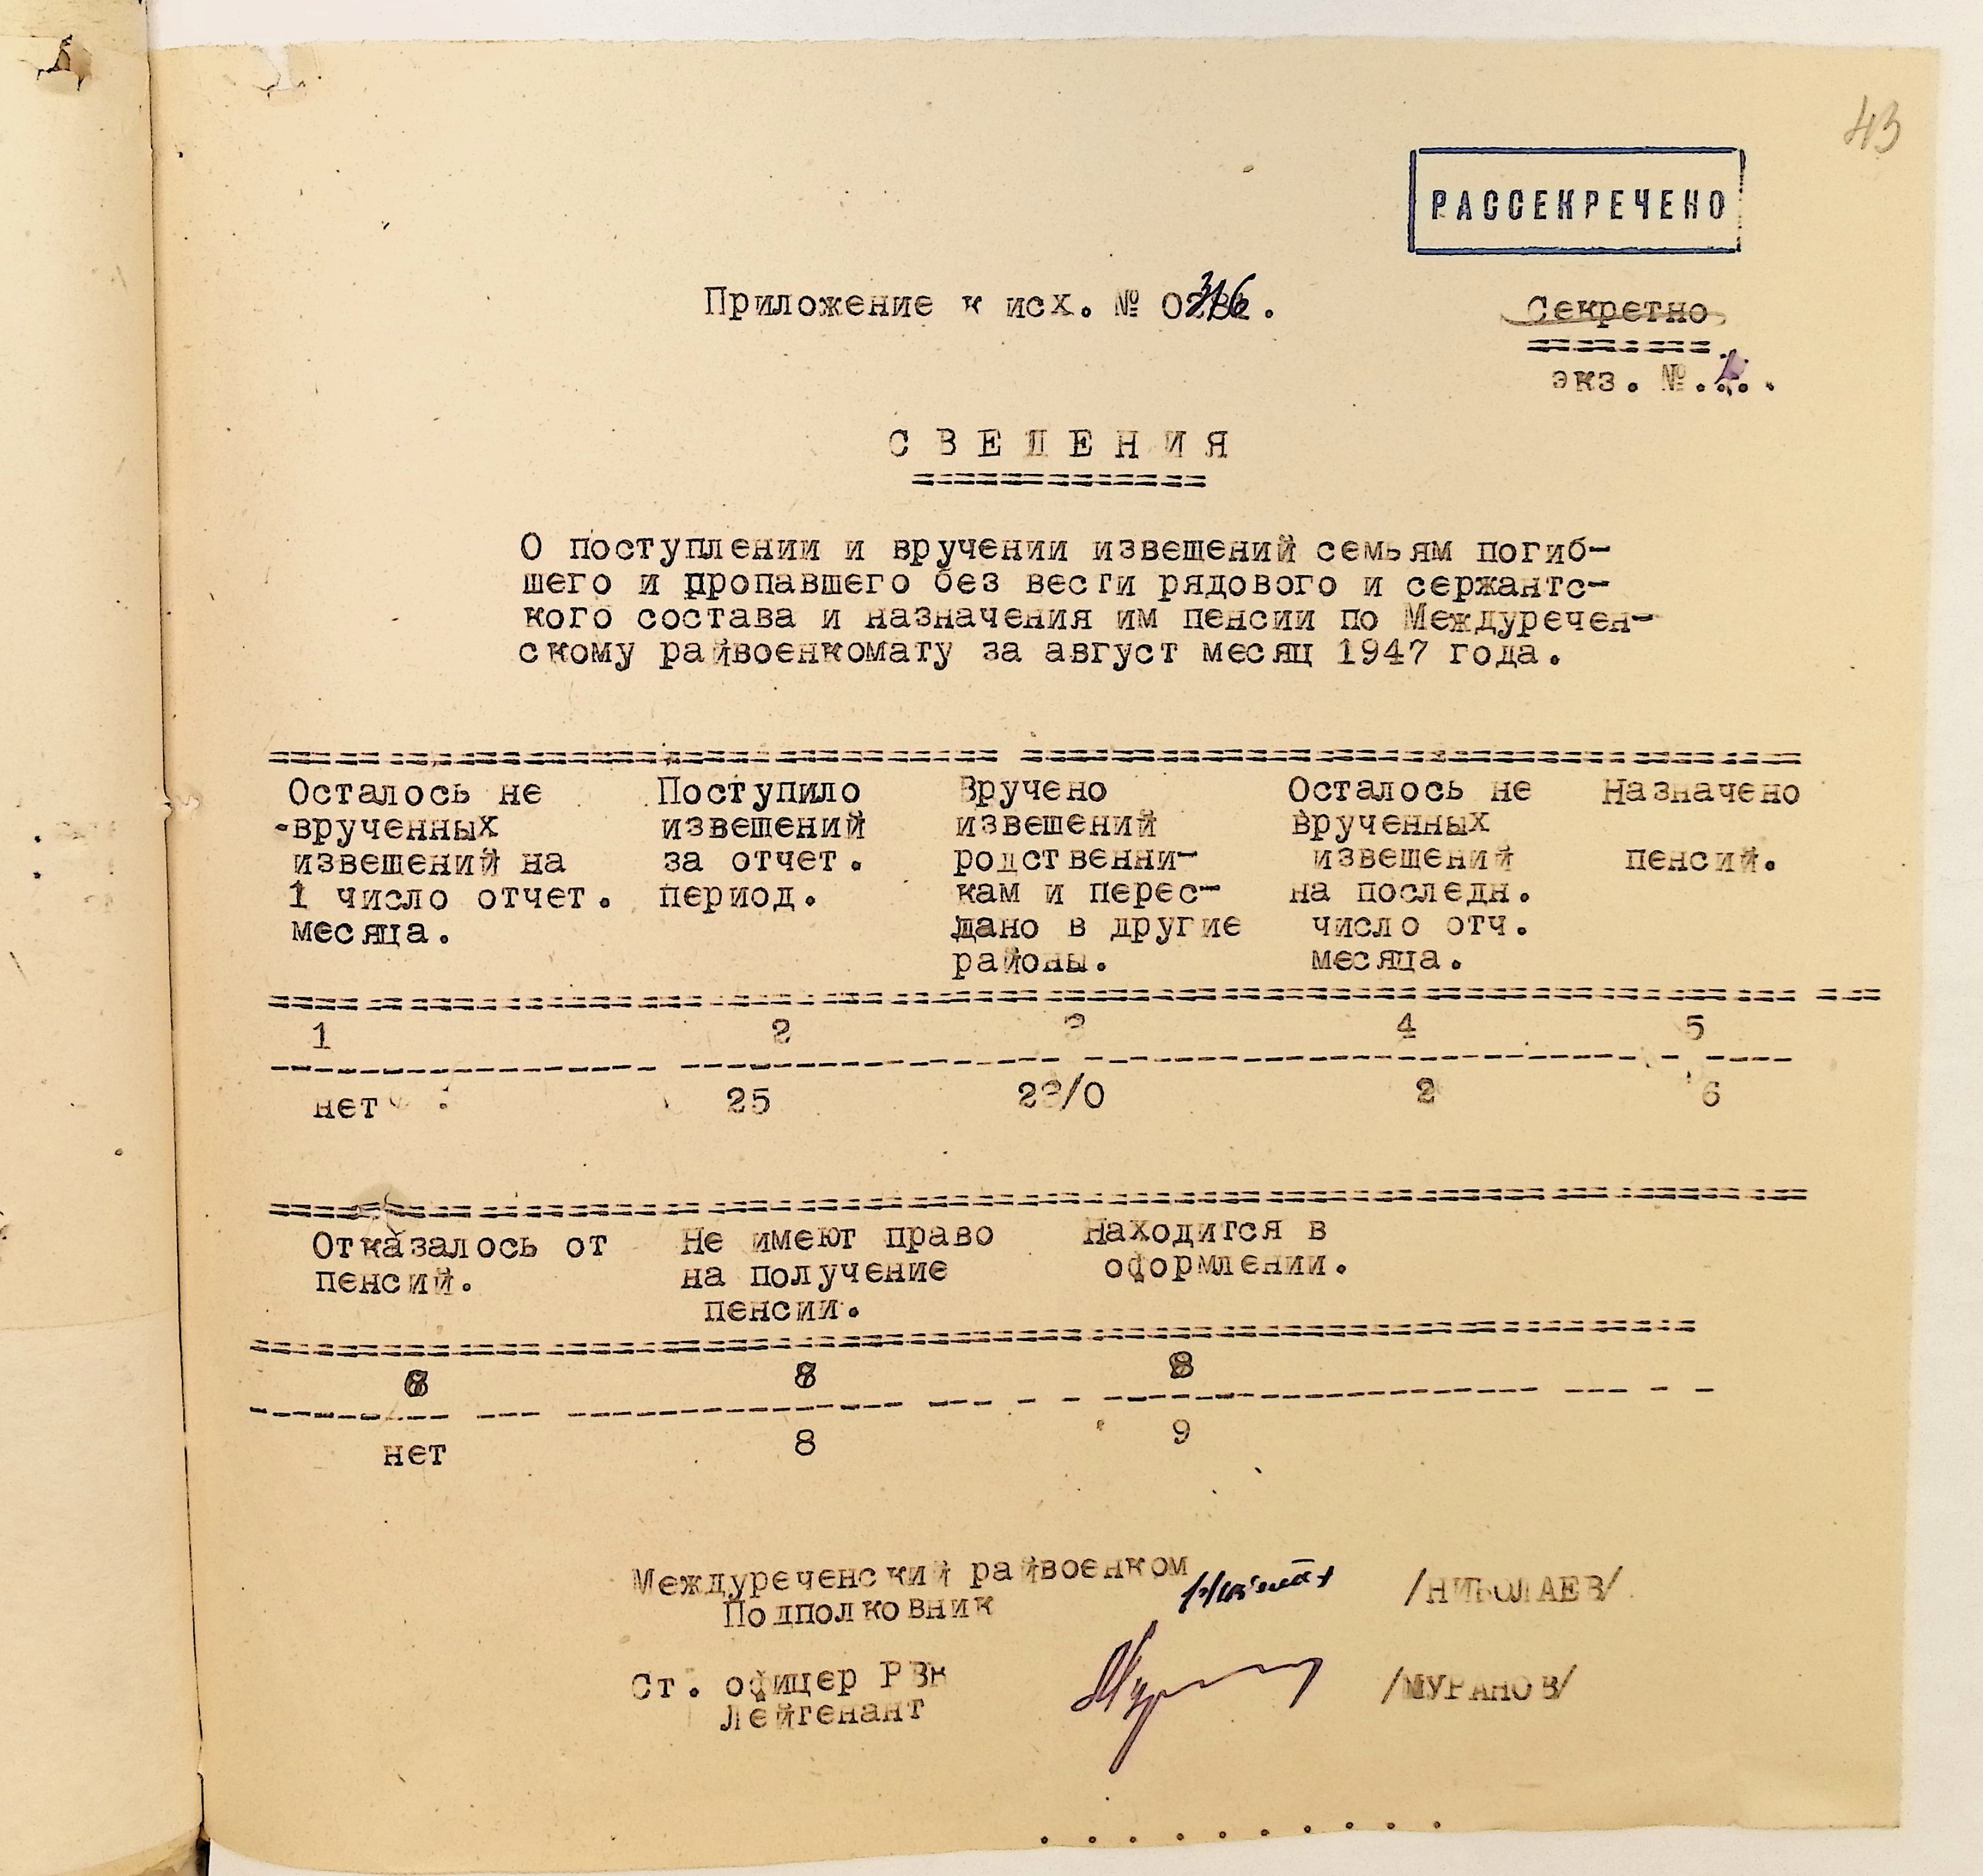 43
РАССЕКРЕЧЕНО
Приложение к исх. № 0316.
Секретно
экз. №
СВЕДЕНИЯ
О поступлении и вручении извещений семьям погиб-
шего и пропавшего без вести рядового и сержантс-
кого состава и назначения им пенсии по Междуречен-
скому райвоенкомату за август месяц 1947 года.
Осталось не Поступило Вручено Осталось не Назначено
врученных извещений извещений врученных
извещений на за отчет. родственни- извещений пенсий.
1 число отчет. период. кам и перес- на последн.
месяца. дано в другие число отч.
районы. месяца.
1 2 3 4 5
нет 25 23/0 2 6
Отказалось от Не имеют право Находится в
пенсий. на получение оформлении.
пенсии.
8
нет 8 9
Междуреченский райвоенком
Подполковник /НИКОЛАЕВ/
Ст. офицер РВК
Лейтенант /МУРАНОВ/